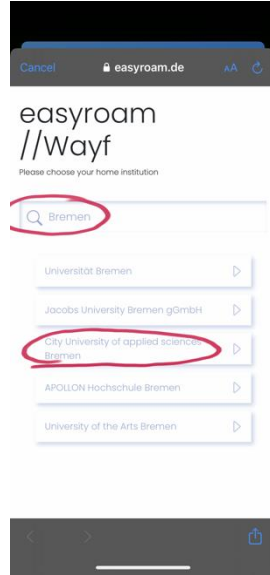 Cancel easyroam.de AA
easyroam
//Wayf
Please choose your home institution
Bremen
Universität Bremen
Jacobs University Bremen gGmbH
City University of applied sciences
Bremen
APOLLON Hochschule Bremen
University of the Arts Bremen